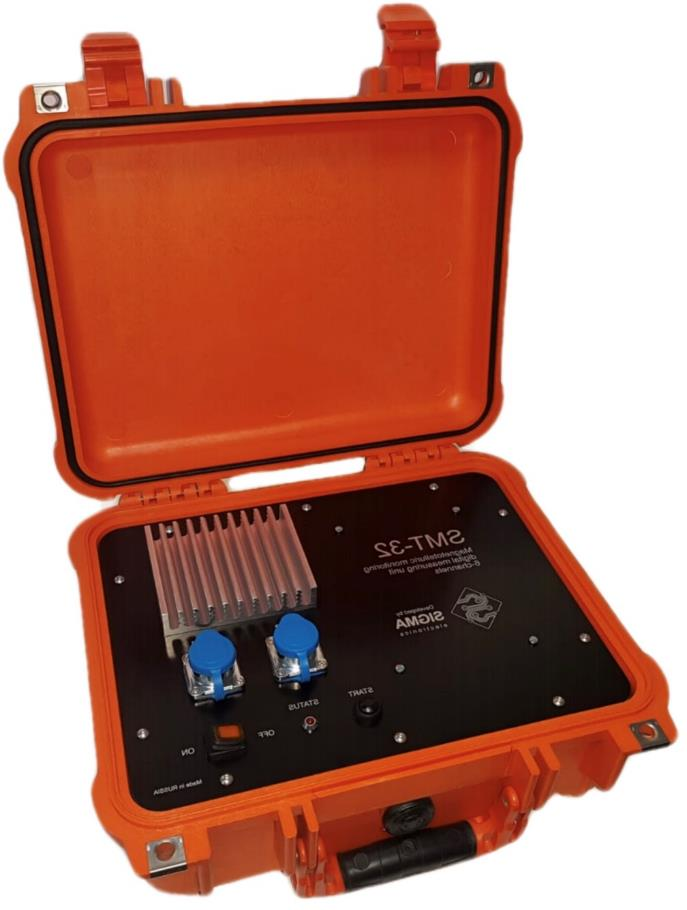 SMT-32
Magnetotelluric monitoring
digital measuring unit
6-channels
Developed by
SIGMA
electronics
START
STATUS
OFF
ON
Made in RUSSIA